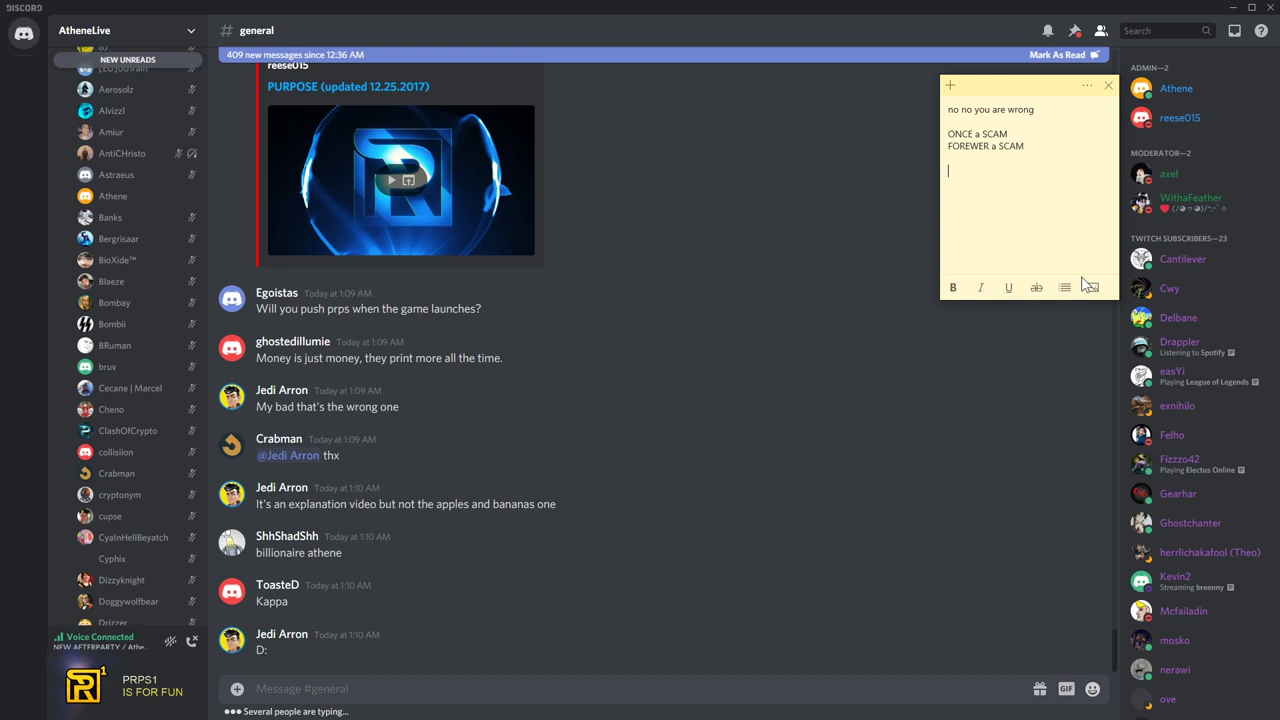 DISCORD
AtheneLive
NEW UNREADS
Aerosolz
Alvizzl
Amiur
AntiCHristo
Astraeus
Athene
Banks
Bergrisaar
BioXide™
Blaeze
Bombay
Bombii
BRuman
bruv
Cecane | Marcel
Cheno
ClashOfCrypto
collisiion
Crabman
cryptonym
cupse
CyaInHellBeyatch
Cyphix
Dizzyknight
Doggywolfbear
Drizzer
Voice Connected
NEW AFTERPARTY / Athe...
PRPS1
IS FOR FUN
# general
Search
409 new messages since 12:36 AM
Mark As Read
reese015
PURPOSE (updated 12.25.2017)
Egoistas Today at 1:09 AM
Will you push prps when the game launches?
ghostedillumie Today at 1:09 AM
Money is just money, they print more all the time.
Jedi Arron Today at 1:09 AM
My bad that's the wrong one
Crabman Today at 1:09 AM
@Jedi Arron thx
Jedi Arron Today at 1:10 AM
It's an explanation video but not the apples and bananas one
ShhShadShh Today at 1:10 AM
billionaire athene
ToasteD Today at 1:10 AM
Kappa
Jedi Arron Today at 1:10 AM
D:
Message #general
GIF
Several people are typing...
no no you are wrong
ONCE a SCAM
FOREWER a SCAM
B I U ab
ADMIN—2
Athene
reese015
MODERATOR—2
axel
WithaFeather
TWITCH SUBSCRIBERS—23
Cantilever
Cwy
Delbane
Drappler
Listening to Spotify
easYi
Playing League of Legends
exnihilo
Felho
Fizzzo42
Playing Electus Online
Gearhar
Ghostchanter
herrlichakafool (Theo)
Kevin2
Streaming breenny
Mcfailadin
mosko
nerawi
ove